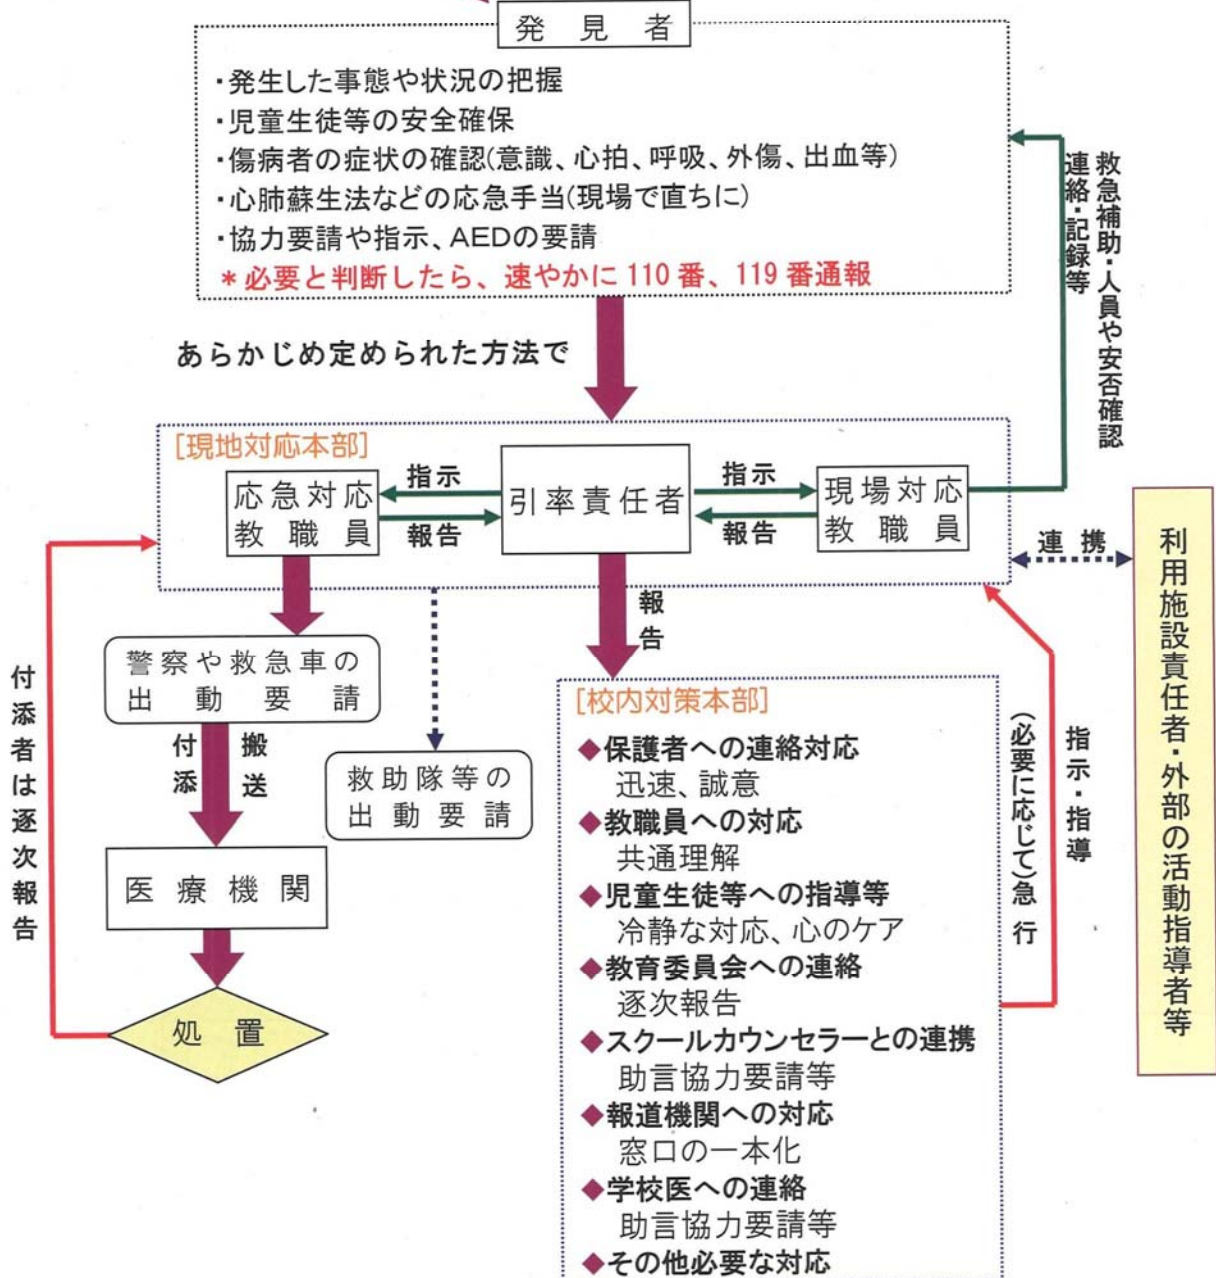 発見者
・発生した事態や状況の把握
・児童生徒等の安全確保
・傷病者の症状の確認(意識、心拍、呼吸、外傷、出血等)
・心肺蘇生法などの応急手当(現場で直ちに)
・協力要請や指示、AEDの要請
*必要と判断したら、速やかに110番、119番通報
救急補助・人員や安否確認
連絡・記録等
あらかじめ定められた方法で
[現地対応本部]
応急対応
教職員
指示
報告
引率責任者
指示
報告
現場対応
教職員
連携
利用施設責任者・外部の活動指導者等
報告
警察や救急車の
出動要請
付添
搬送
救助隊等の
出動要請
医療機関
処置
付添者は逐次報告
[校内対策本部]
◆保護者への連絡対応
迅速、誠意
◆教職員への対応
共通理解
◆児童生徒等への指導等
冷静な対応、心のケア
◆教育委員会への連絡
逐次報告
◆スクールカウンセラーとの連携
助言協力要請等
◆報道機関への対応
窓口の一本化
◆学校医への連絡
助言協力要請等
◆その他必要な対応
指示・指導
(必要に応じて)急行